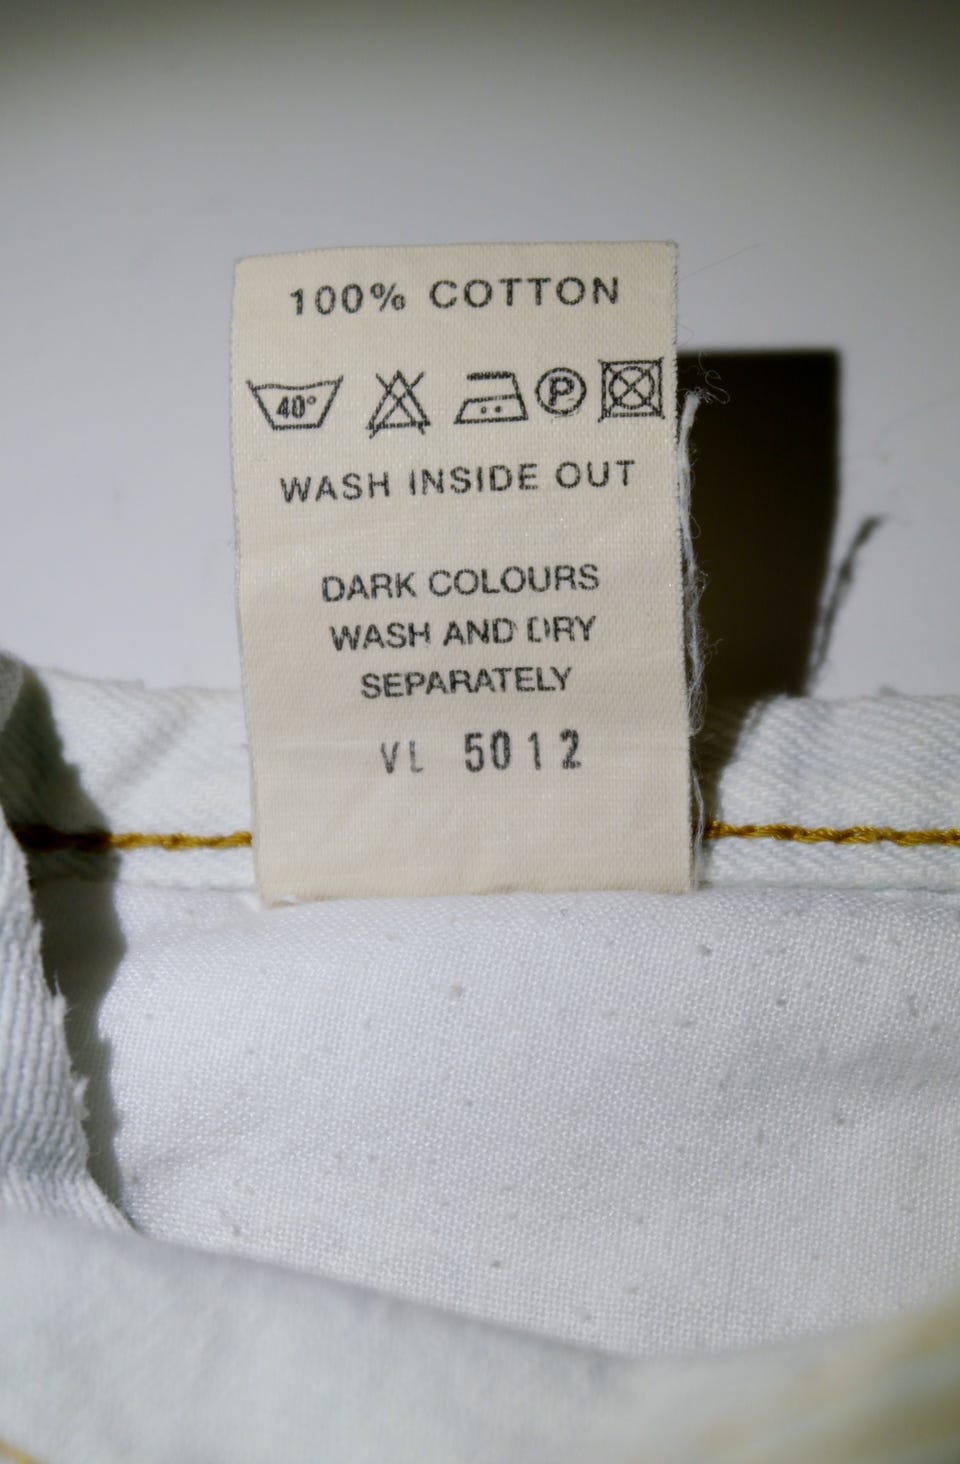 100% COTTON
40° P
WASH INSIDE OUT
DARK COLOURS
WASH AND DRY
SEPARATELY
VL 5012